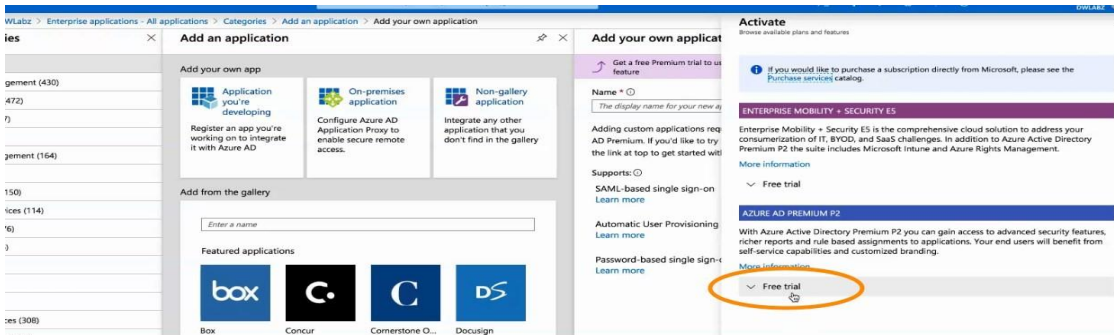 DWLABZ
WLabz > Enterprise applications - All applications > Categories > Add an application > Add your own application
ies
gement (430)
472)
7)
gement (164)
150)
ices (114)
76)
)
ces (308)
Add an application
Add your own app
Application you're developing
Register an app you're working on to integrate it with Azure AD
On-premises application
Configure Azure AD Application Proxy to enable secure remote access.
Non-gallery application
Integrate any other application that you don't find in the gallery
Add from the gallery
Enter a name
Featured applications
box
C.
C
DS
Box
Concur
Cornerstone O...
Docusign
Add your own applicat
Get a free Premium trial to us
feature
Name *
The display name for your new ap
Adding custom applications requ
AD Premium. If you'd like to try
the link at top to get started wit
Supports:
SAML-based single sign-on
Learn more
Automatic User Provisioning
Learn more
Password-based single sign-o
Learn more
Activate
Browse available plans and features
If you would like to purchase a subscription directly from Microsoft, please see the
Purchase services catalog.
ENTERPRISE MOBILITY + SECURITY E5
Enterprise Mobility + Security E5 is the comprehensive cloud solution to address your
consumerization of IT, BYOD, and SaaS challenges. In addition to Azure Active Directory
Premium P2 the suite includes Microsoft Intune and Azure Rights Management.
More information
Free trial
AZURE AD PREMIUM P2
With Azure Active Directory Premium P2 you can gain access to advanced security features,
richer reports and rule based assignments to applications. Your end users will benefit from
self-service capabilities and customized branding.
More information
Free trial